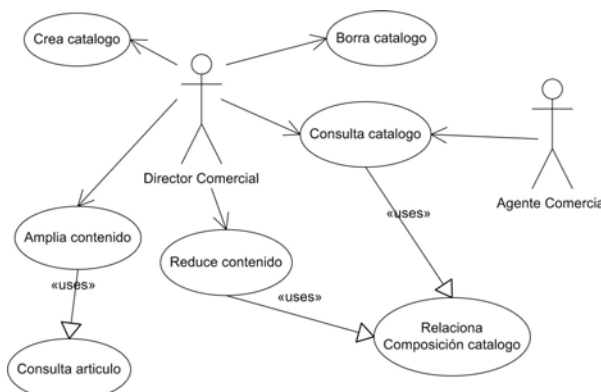 Crea catalogo
Borra catalogo
Consulta catalogo
Director Comercial
Agente Comercial
Amplia contenido
Reduce contenido
«uses»
«uses»
«uses»
Relaciona
Composición catalogo
Consulta articulo